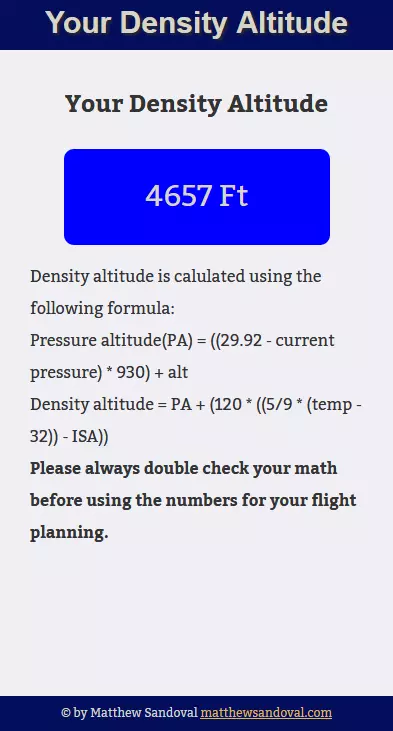 Your Density Altitude
Your Density Altitude
4657 Ft
Density altitude is calulated using the
following formula:
Pressure altitude(PA) = ((29.92 - current
pressure) * 930) + alt
Density altitude = PA + (120 * ((5/9 * (temp -
32)) - ISA))
Please always double check your math
before using the numbers for your flight
planning.
© by Matthew Sandoval matthewsandoval.com